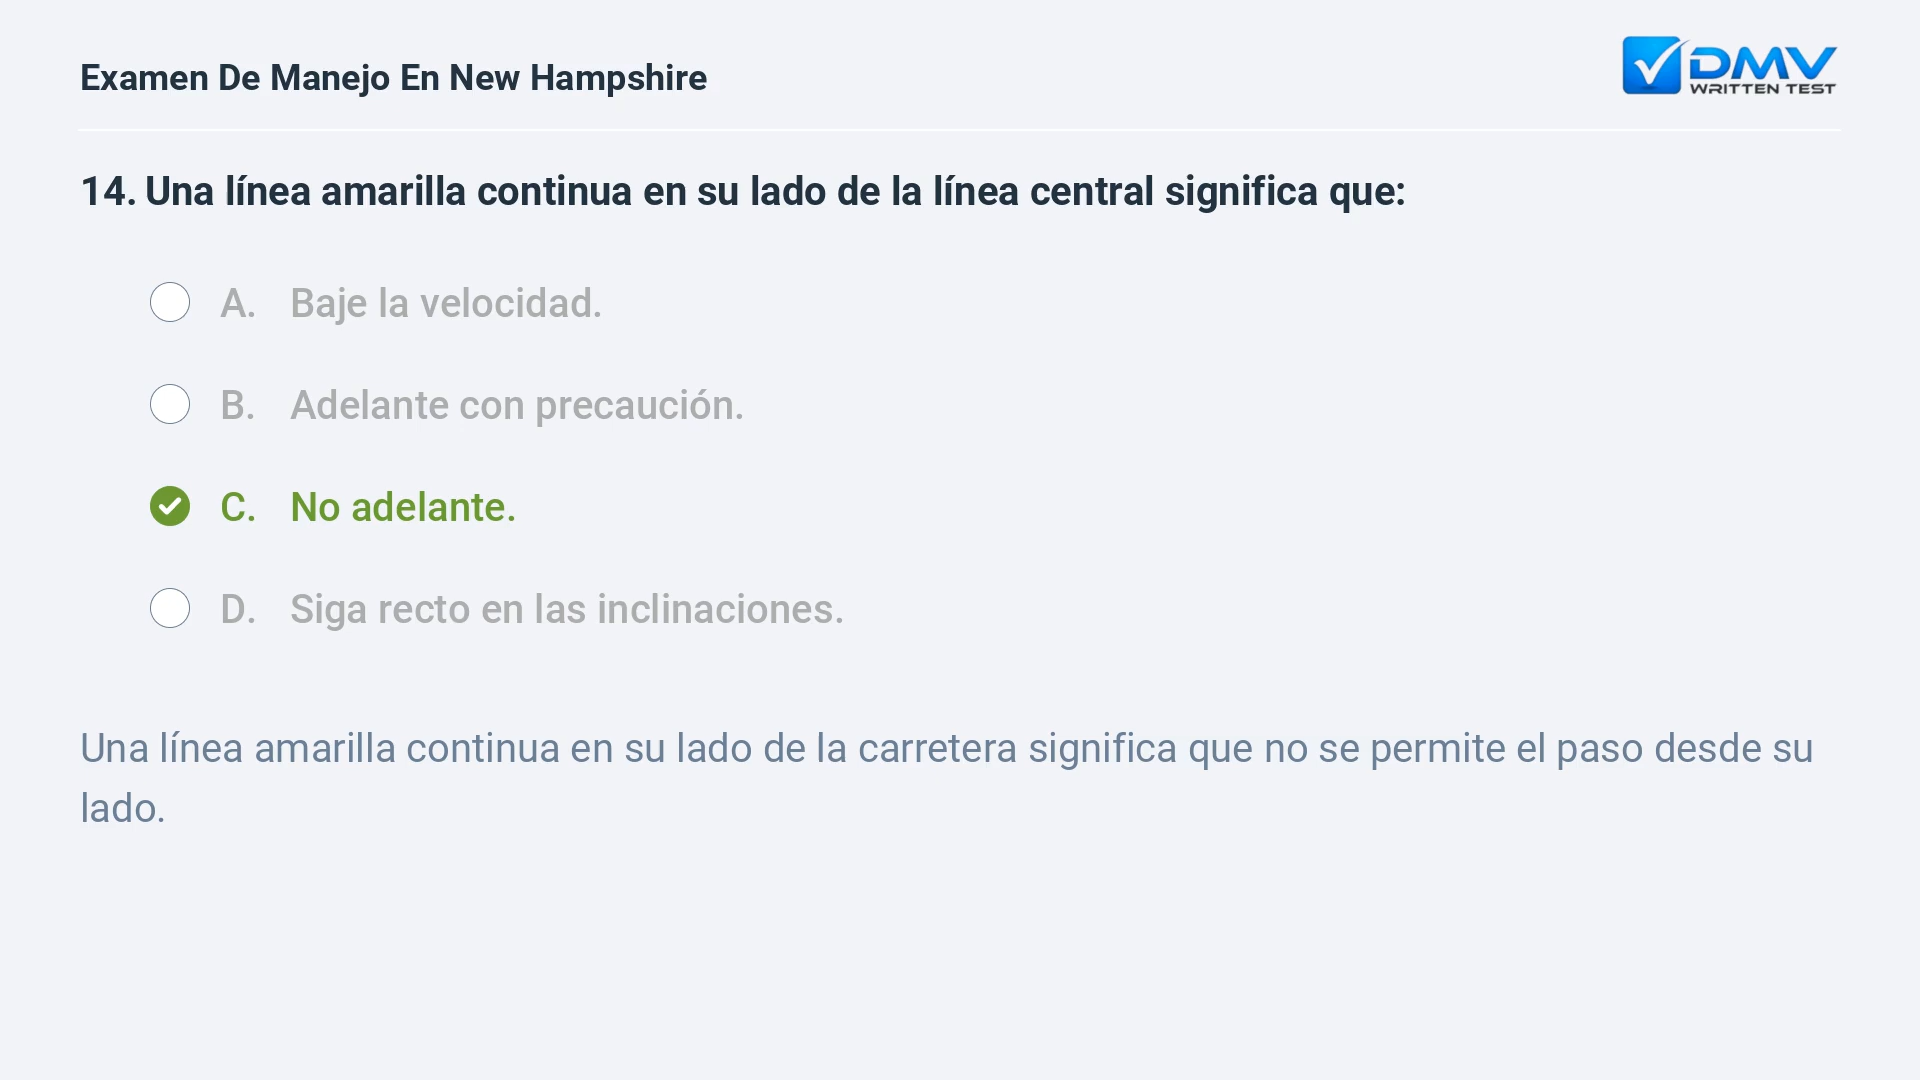 Examen De Manejo En New Hampshire
DMV
WRITTEN TEST
14. Una línea amarilla continua en su lado de la línea central significa que:
A. Baje la velocidad.
B. Adelante con precaución.
C. No adelante.
D. Siga recto en las inclinaciones.
Una línea amarilla continua en su lado de la carretera significa que no se permite el paso desde su
lado.